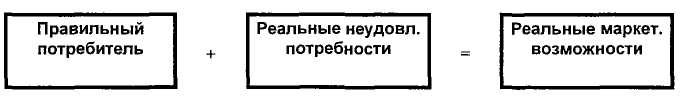 Правильный потребитель + Реальные неудовл. потребности = Реальные маркет. возможности